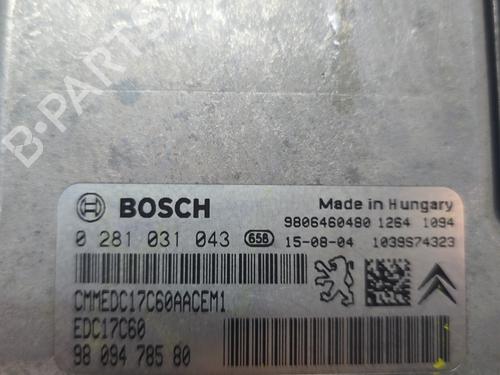 B-PARTS
BOSCH
Made in Hungary
9806460480 1264 1094
0 281 031 043 658 15-08-04 1039S74323
CMMEDC17C60AACEM1
EDC17C60
98 094 785 80